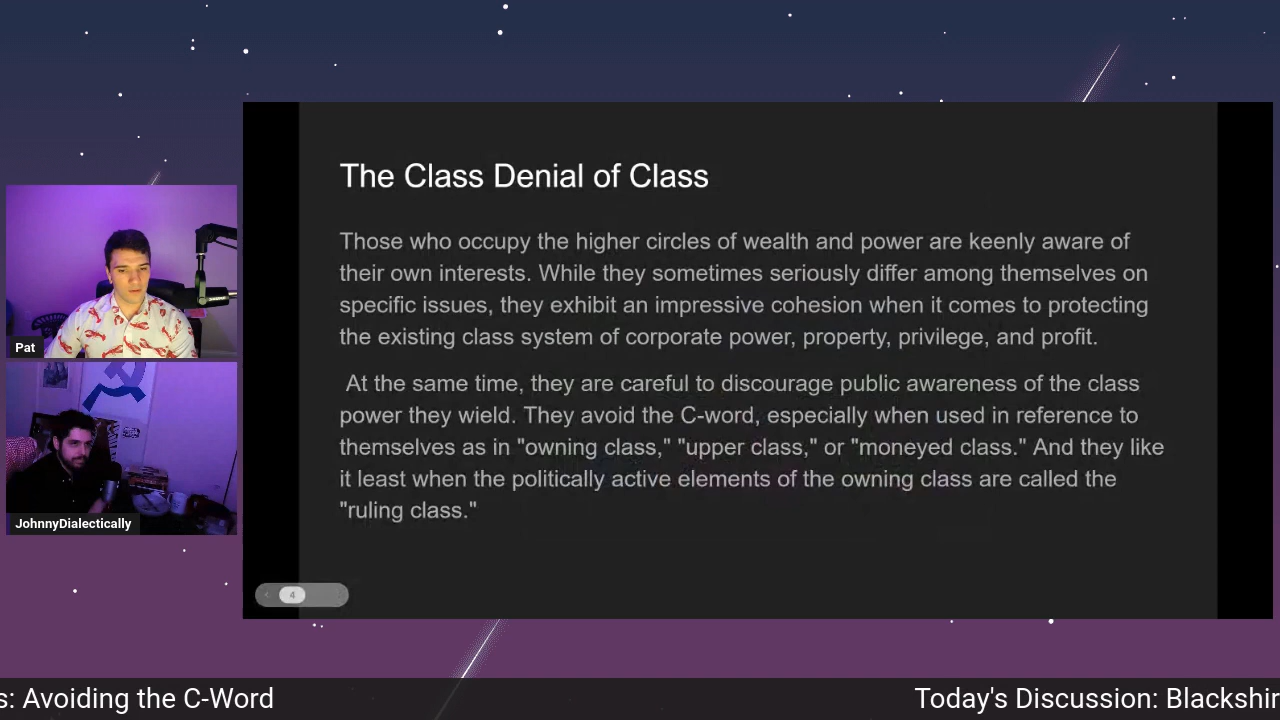 The Class Denial of Class
Those who occupy the higher circles of wealth and power are keenly aware of
their own interests. While they sometimes seriously differ among themselves on
specific issues, they exhibit an impressive cohesion when it comes to protecting
the existing class system of corporate power, property, privilege, and profit.
At the same time, they are careful to discourage public awareness of the class
power they wield. They avoid the C-word, especially when used in reference to
themselves as in "owning class," "upper class," or "moneyed class." And they like
it least when the politically active elements of the owning class are called the
"ruling class."
Pat
JohnnyDialectically
4
s: Avoiding the C-Word
Today's Discussion: Blackshir